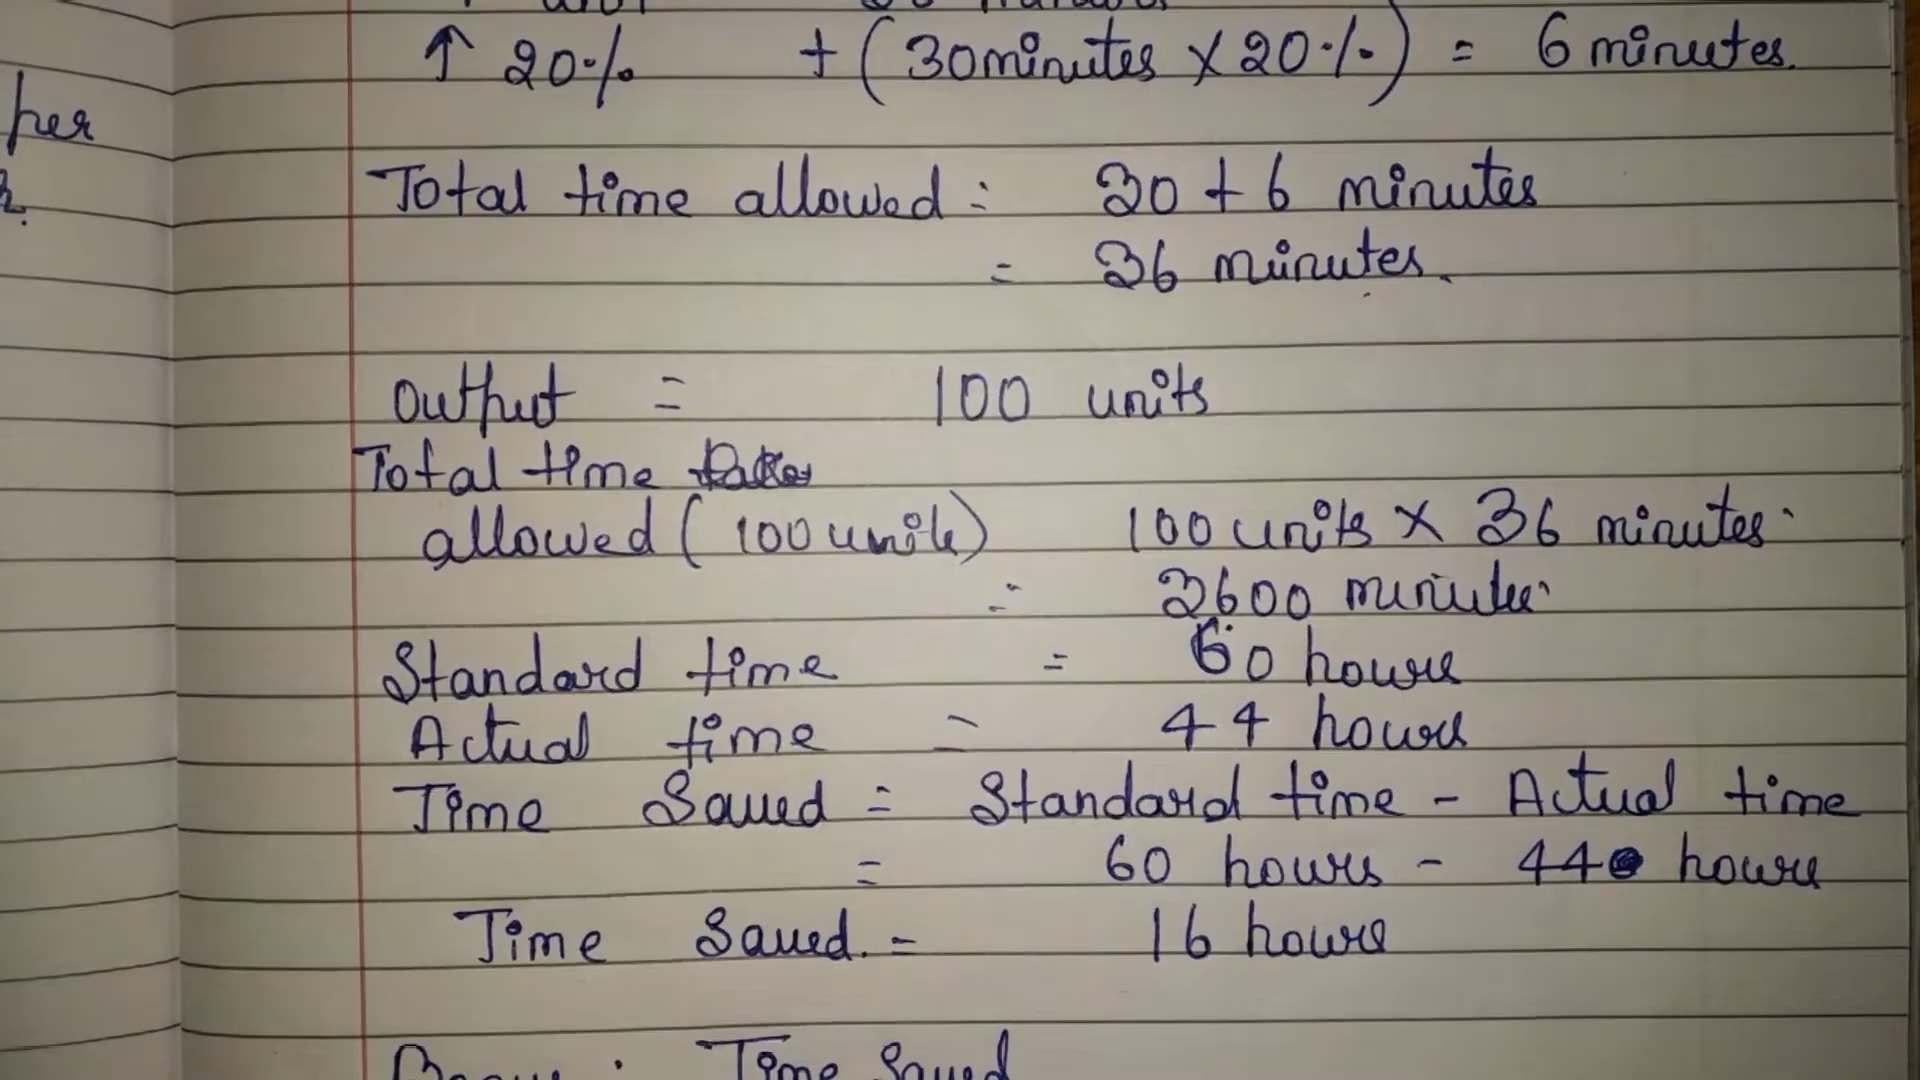 ↑ 20% + (30minutes × 20%) = 6 minutes.
per
Total time allowed = 30 + 6 minutes
= 36 minutes.
output = 100 units
Total time
allowed (100 units) 100 units × 36 minutes
= 3600 minutes
Standard time = 60 hours
Actual time = 44 hours
Time Saved = Standard time - Actual time
= 60 hours - 44 hours
Time Saved. = 16 hours
Time Saved